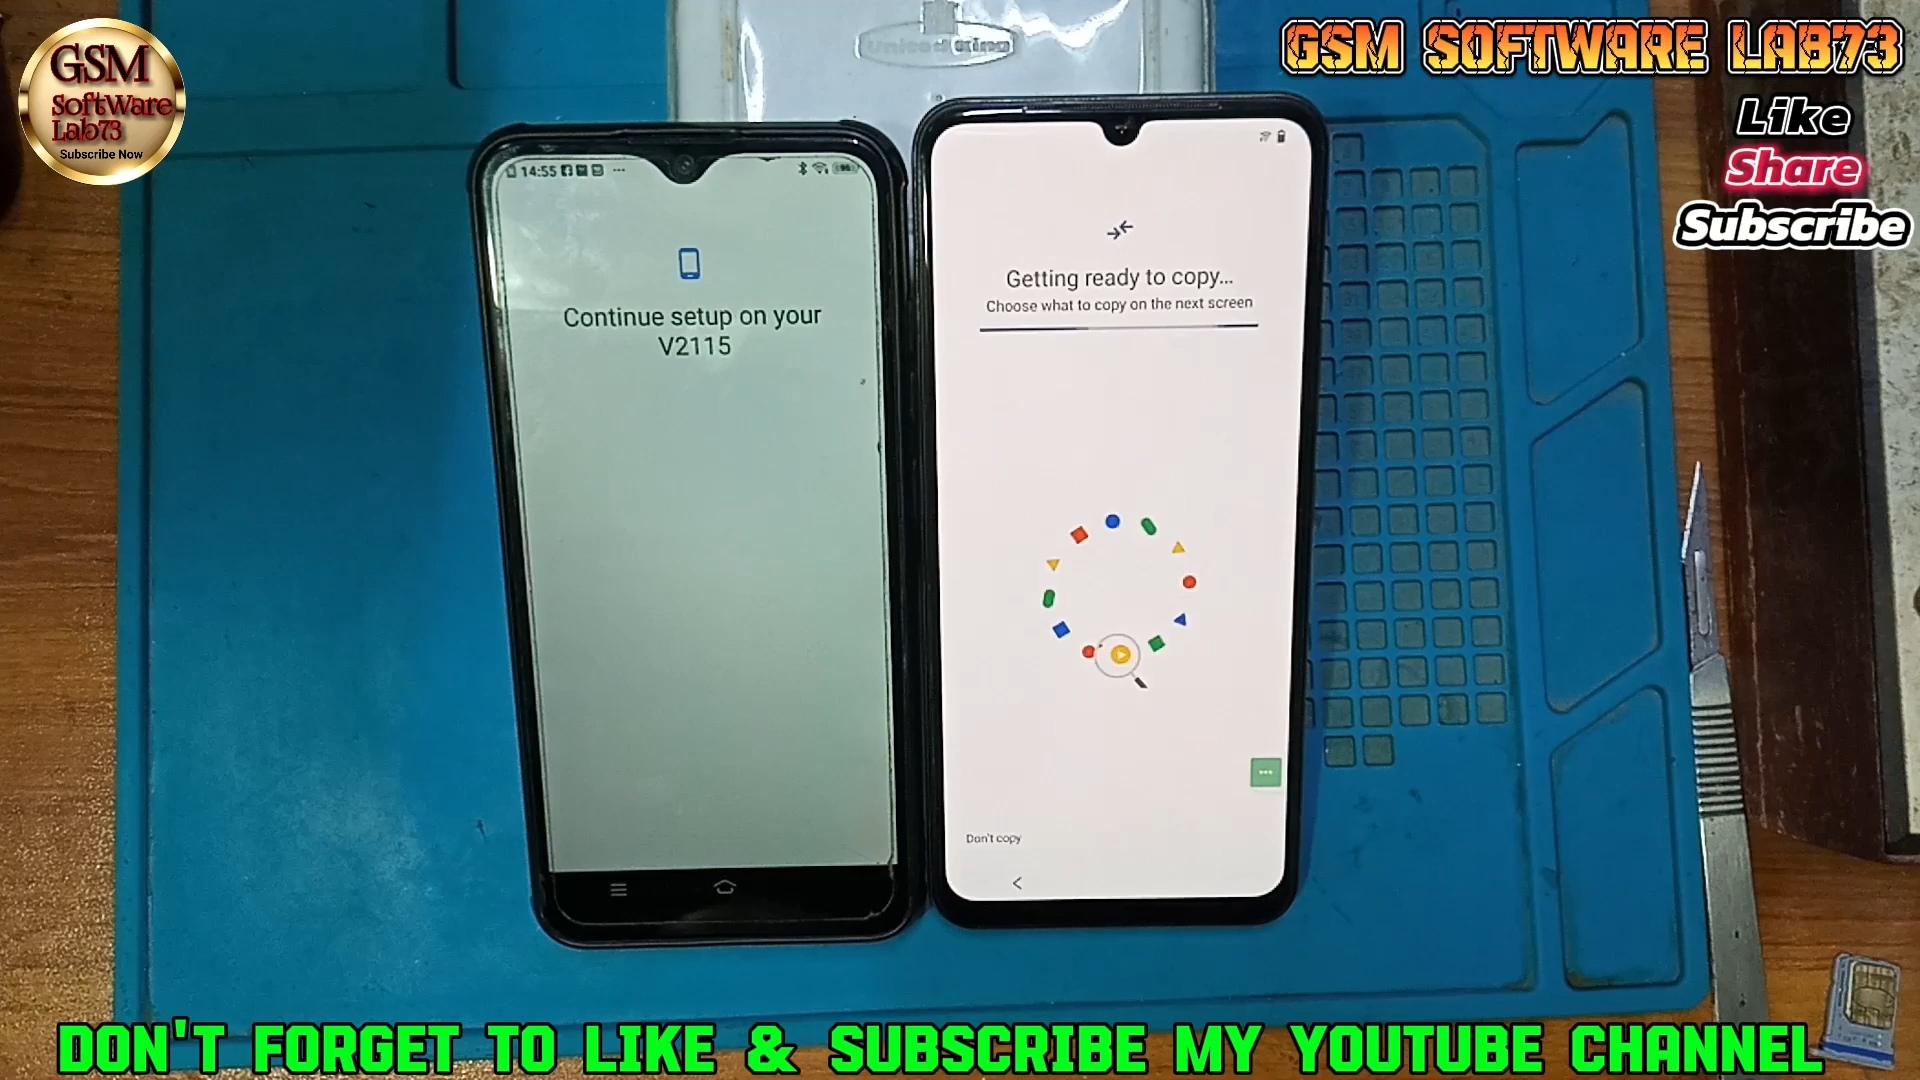 GSM
SoftWare
Lab73
Subscribe Now
GSM SOFTWARE LAB73
Like
Share
Subscribe
14:55
Continue setup on your
V2115
Getting ready to copy...
Choose what to copy on the next screen
Don't copy
DON'T FORGET TO LIKE & SUBSCRIBE MY YOUTUBE CHANNEL